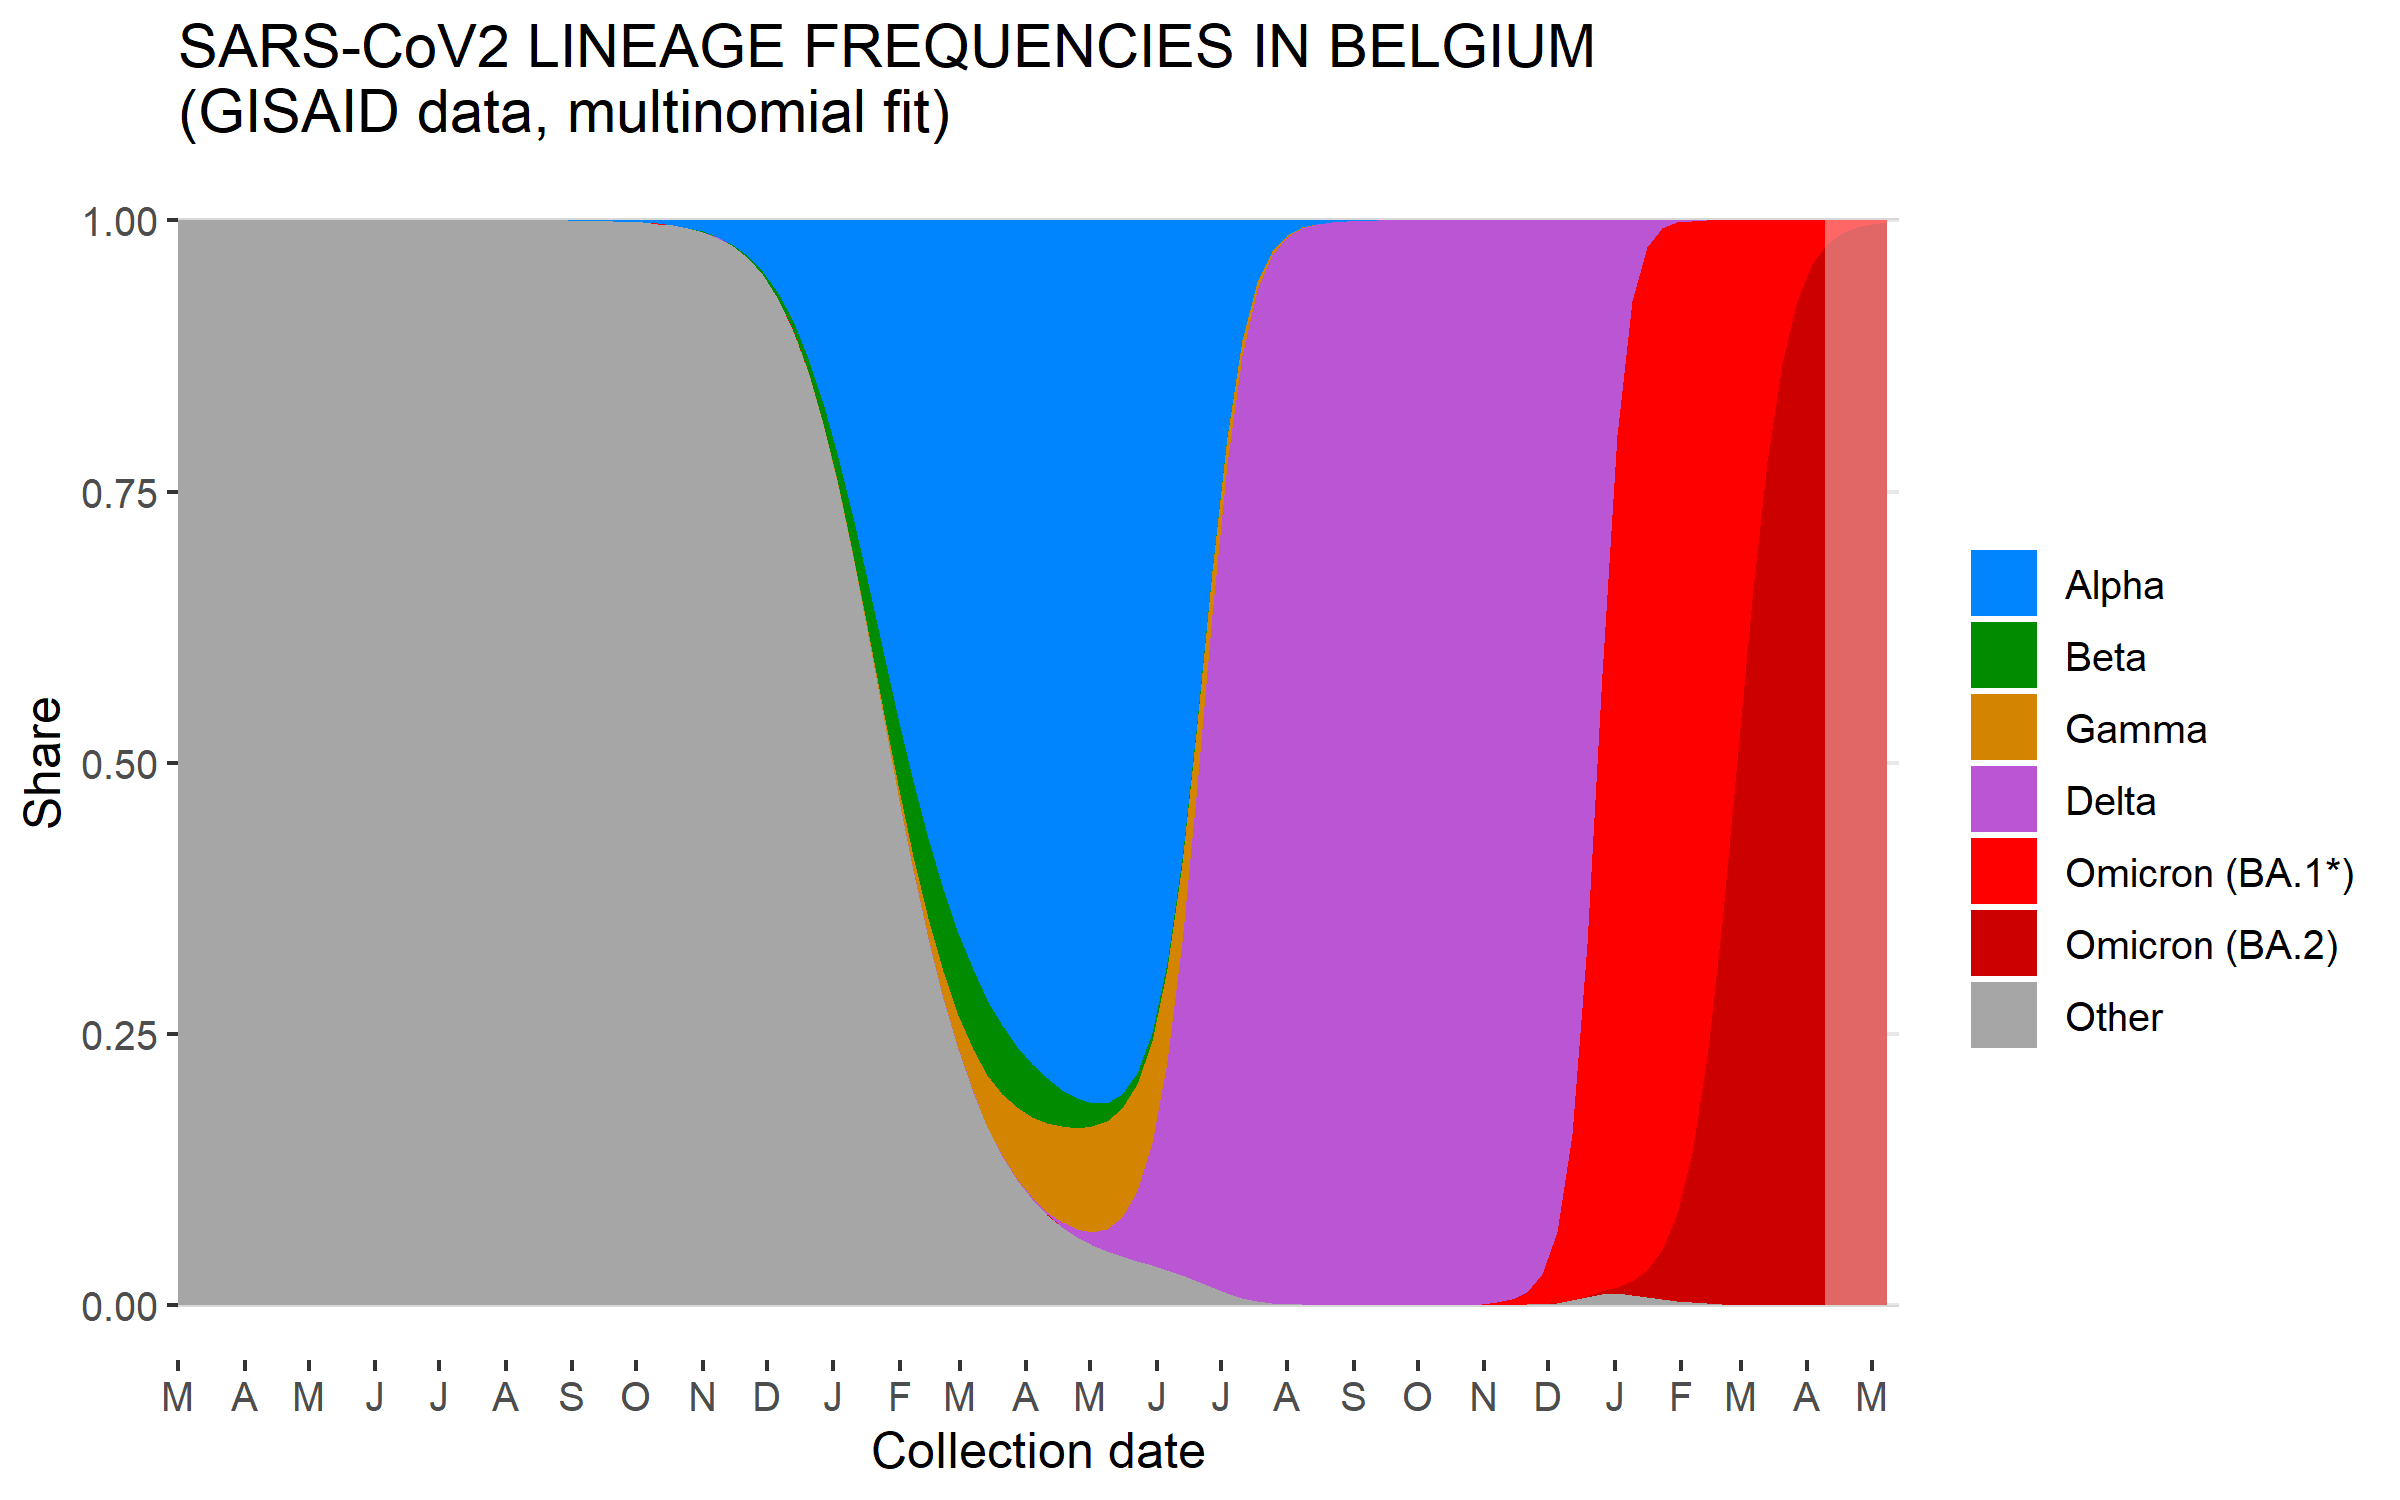 SARS-CoV2 LINEAGE FREQUENCIES IN BELGIUM
(GISAID data, multinomial fit)
1.00
0.75
0.50
0.25
0.00
Share
M A M J J A S O N D J F M A M J J A S O N D J F M A M
Collection date
Alpha
Beta
Gamma
Delta
Omicron (BA.1*)
Omicron (BA.2)
Other